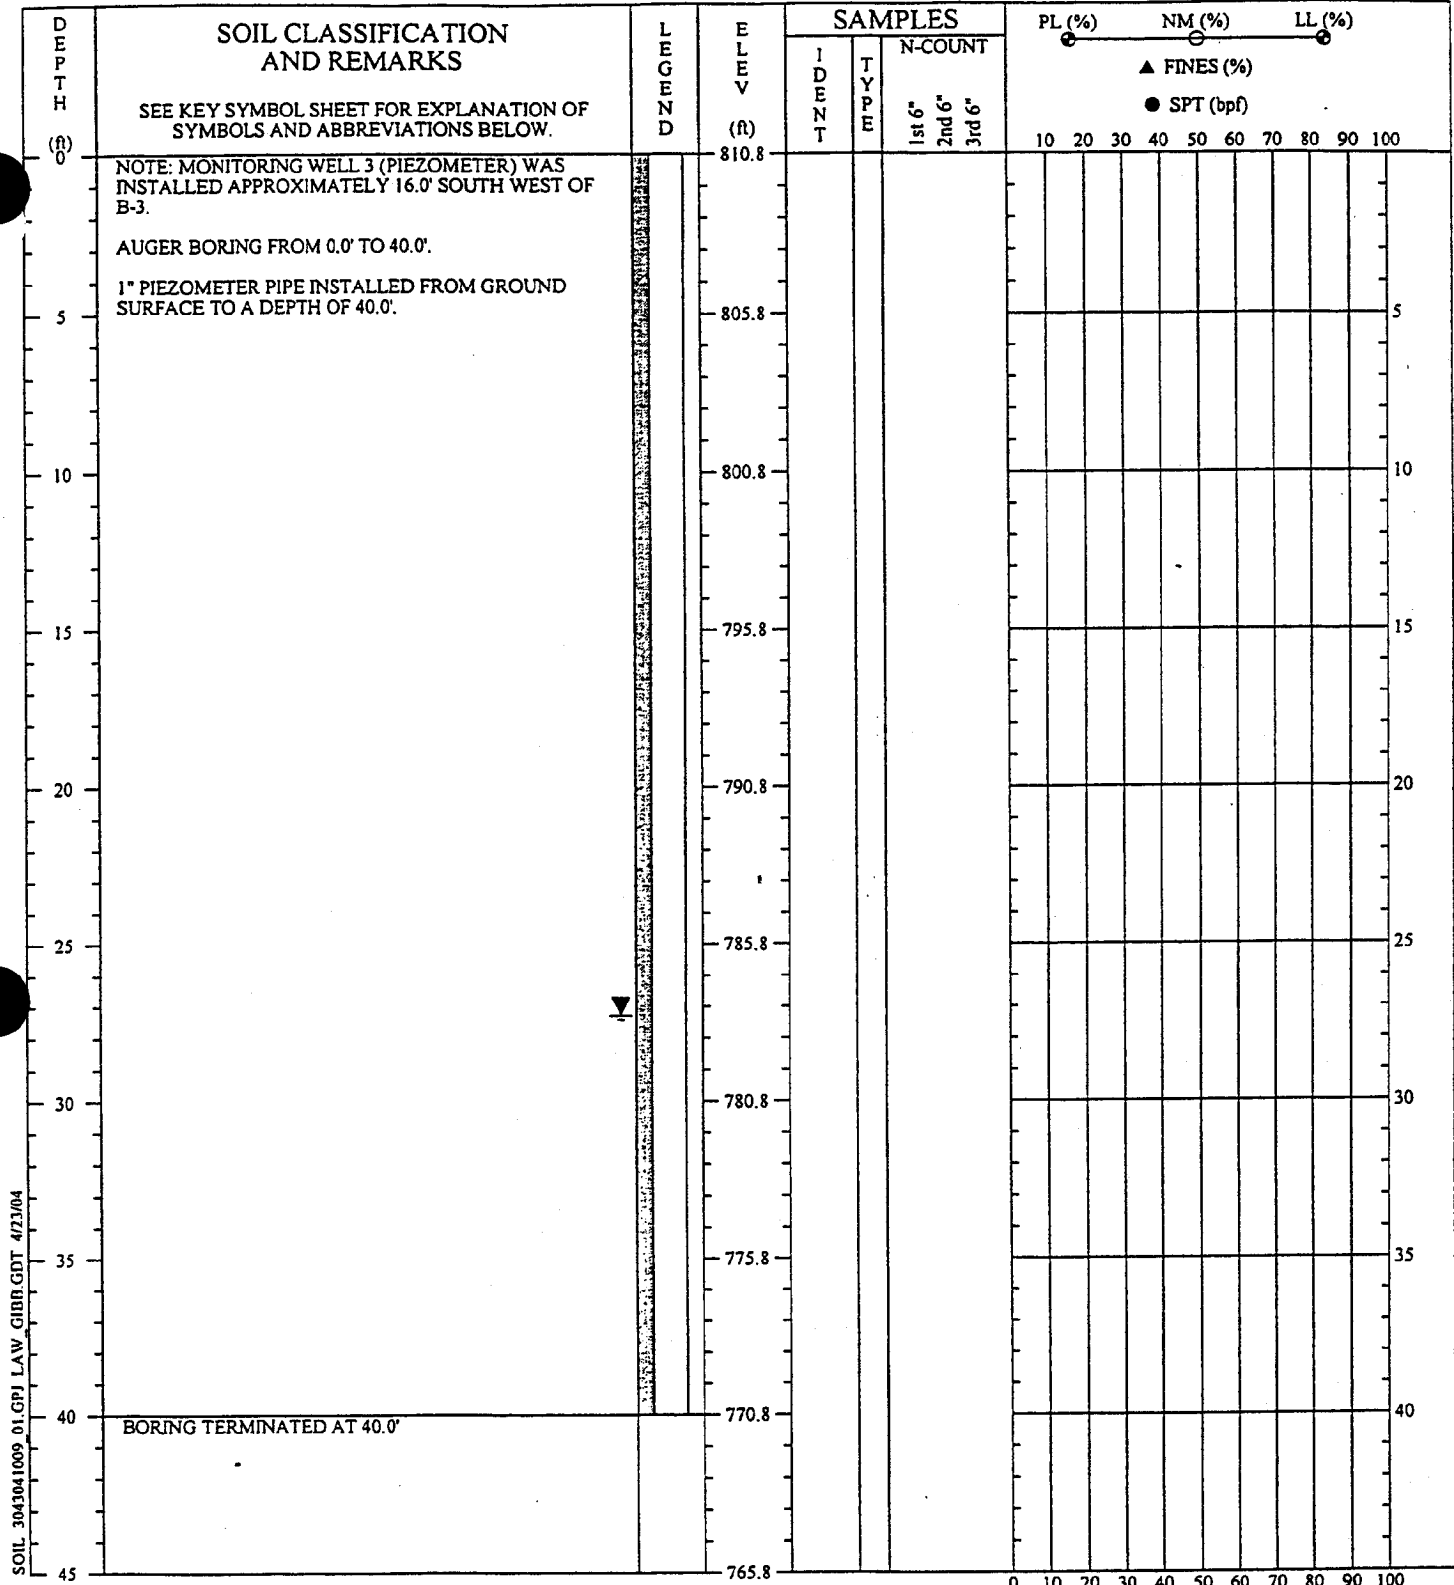 DEPTH (ft)
SOIL CLASSIFICATION
AND REMARKS
SEE KEY SYMBOL SHEET FOR EXPLANATION OF
SYMBOLS AND ABBREVIATIONS BELOW.
LEGEND
ELEV (ft)
SAMPLES
IDENT
TYPE
N-COUNT
1st 6"
2nd 6"
3rd 6"
PL (%) NM (%) LL (%)
▲ FINES (%)
● SPT (bpf)
10 20 30 40 50 60 70 80 90 100
0 810.8
NOTE: MONITORING WELL 3 (PIEZOMETER) WAS
INSTALLED APPROXIMATELY 16.0' SOUTH WEST OF
B-3.
AUGER BORING FROM 0.0' TO 40.0'.
1" PIEZOMETER PIPE INSTALLED FROM GROUND
SURFACE TO A DEPTH OF 40.0'.
5 805.8 5
10 800.8 10
15 795.8 15
20 790.8 20
25 785.8 25
30 780.8 30
35 775.8 35
40 770.8 40
BORING TERMINATED AT 40.0'
45 765.8
0 10 20 30 40 50 60 70 80 90 100
SOIL 3043041009_01.GPJ LAW_GIBB.GDT 4/23/04